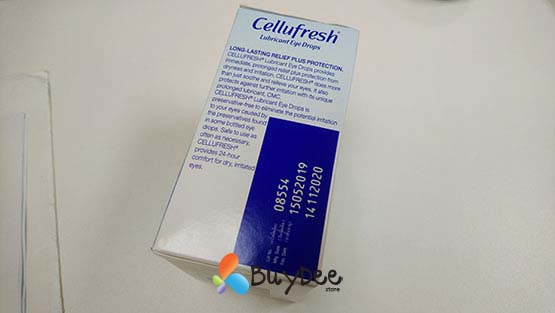 Cellufresh®
Lubricant Eye Drops
LONG-LASTING RELIEF PLUS PROTECTION.
CELLUFRESH® Lubricant Eye Drops provides
immediate, prolonged relief plus protection from
dryness and irritation. CELLUFRESH® does more
than just soothe and relieve your eyes. It also
protects against further irritation with its unique
prolonged lubricant, CMC.
CELLUFRESH® Lubricant Eye Drops is
preservative-free to eliminate the potential irritation
to your eyes caused by
the preservatives found
in some bottled eye
drops. Safe to use as
often as necessary,
CELLUFRESH®
provides 24-hour
comfort for dry, irritated
eyes.
08554
15052019
14112020
BuyDee
store